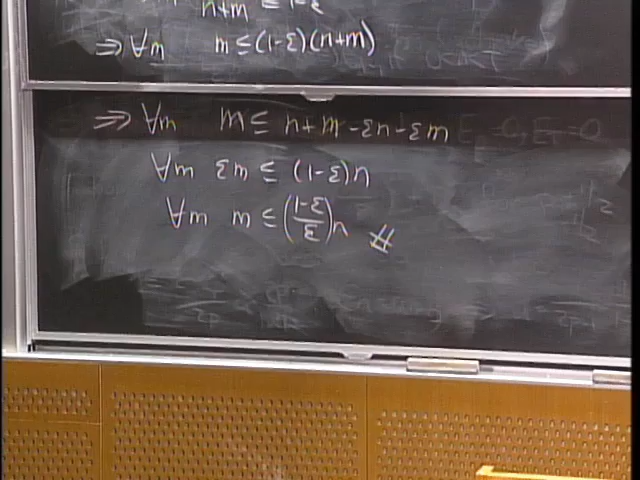 n+m ≤ 1-ε
⇒ ∀m m ≤ (1-ε)(n+m)
⇒ ∀m m ≤ n+m-εn-εm
∀m εm ≤ (1-ε)n
∀m m ≤ (1-ε/ε)n #